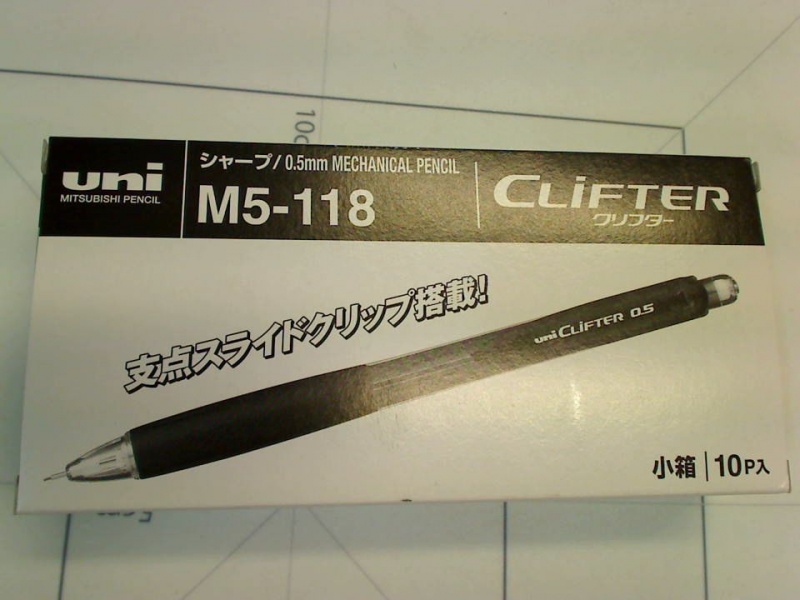 uni
MITSUBISHI PENCIL
シャープ/0.5mm MECHANICAL PENCIL
M5-118
CLiFTER
クリフター
支点スライドクリップ搭載!
uni CLiFTER 0.5
小箱 10P入
10c
5cm